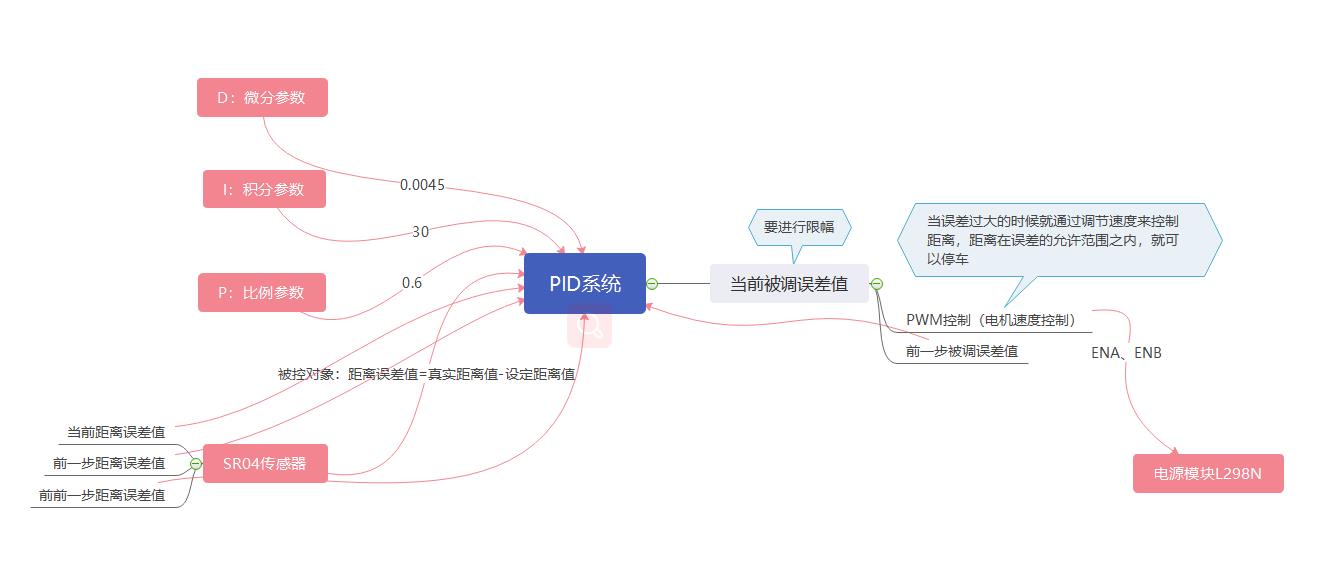 D：微分参数
I：积分参数
P：比例参数
0.0045
30
0.6
PID系统
要进行限幅
当前被调误差值
当误差过大的时候就通过调节速度来控制
距离，距离在误差的允许范围之内，就可
以停车
PWM控制（电机速度控制）
前一步被调误差值
ENA、ENB
电源模块L298N
被控对象：距离误差值=真实距离值-设定距离值
当前距离误差值
前一步距离误差值
前前一步距离误差值
SR04传感器